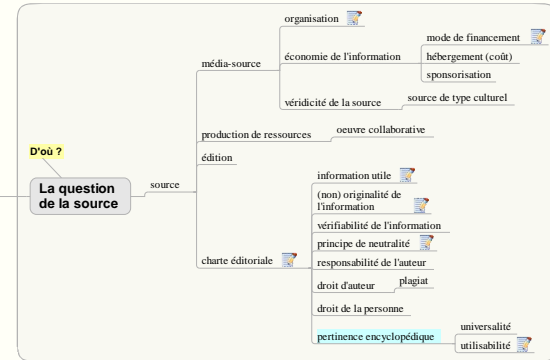 D'où ?
La question
de la source
source
média-source
organisation
économie de l'information
mode de financement
hébergement (coût)
sponsorisation
véridicité de la source
source de type culturel
production de ressources
oeuvre collaborative
édition
charte éditoriale
information utile
(non) originalité de
l'information
vérifiabilité de l'information
principe de neutralité
responsabilité de l'auteur
droit d'auteur
plagiat
droit de la personne
pertinence encyclopédique
universalité
utilisabilité